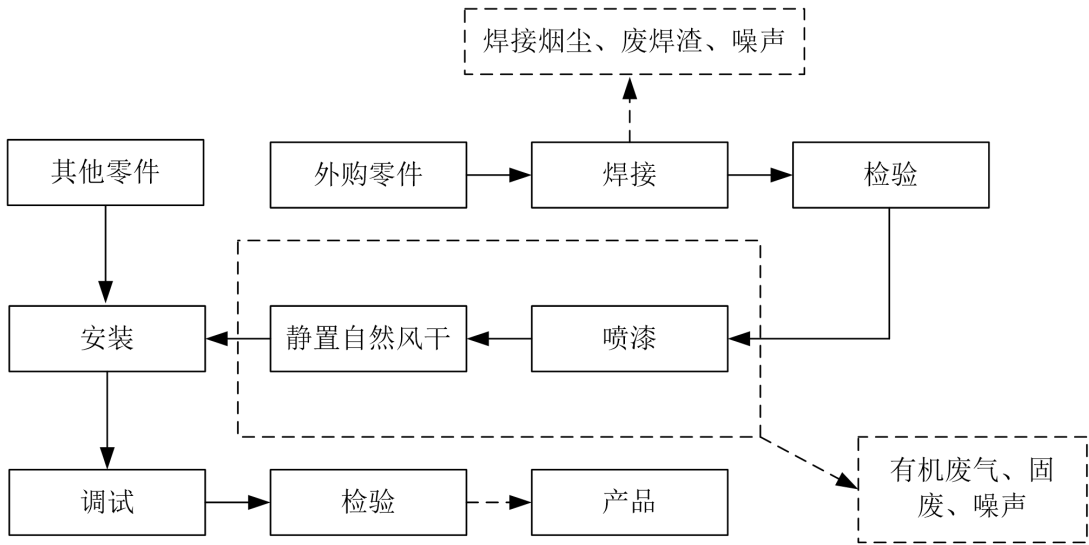 焊接烟尘、废焊渣、噪声
其他零件
外购零件
焊接
检验
安装
静置自然风干
喷漆
调试
检验
产品
有机废气、固
废、噪声